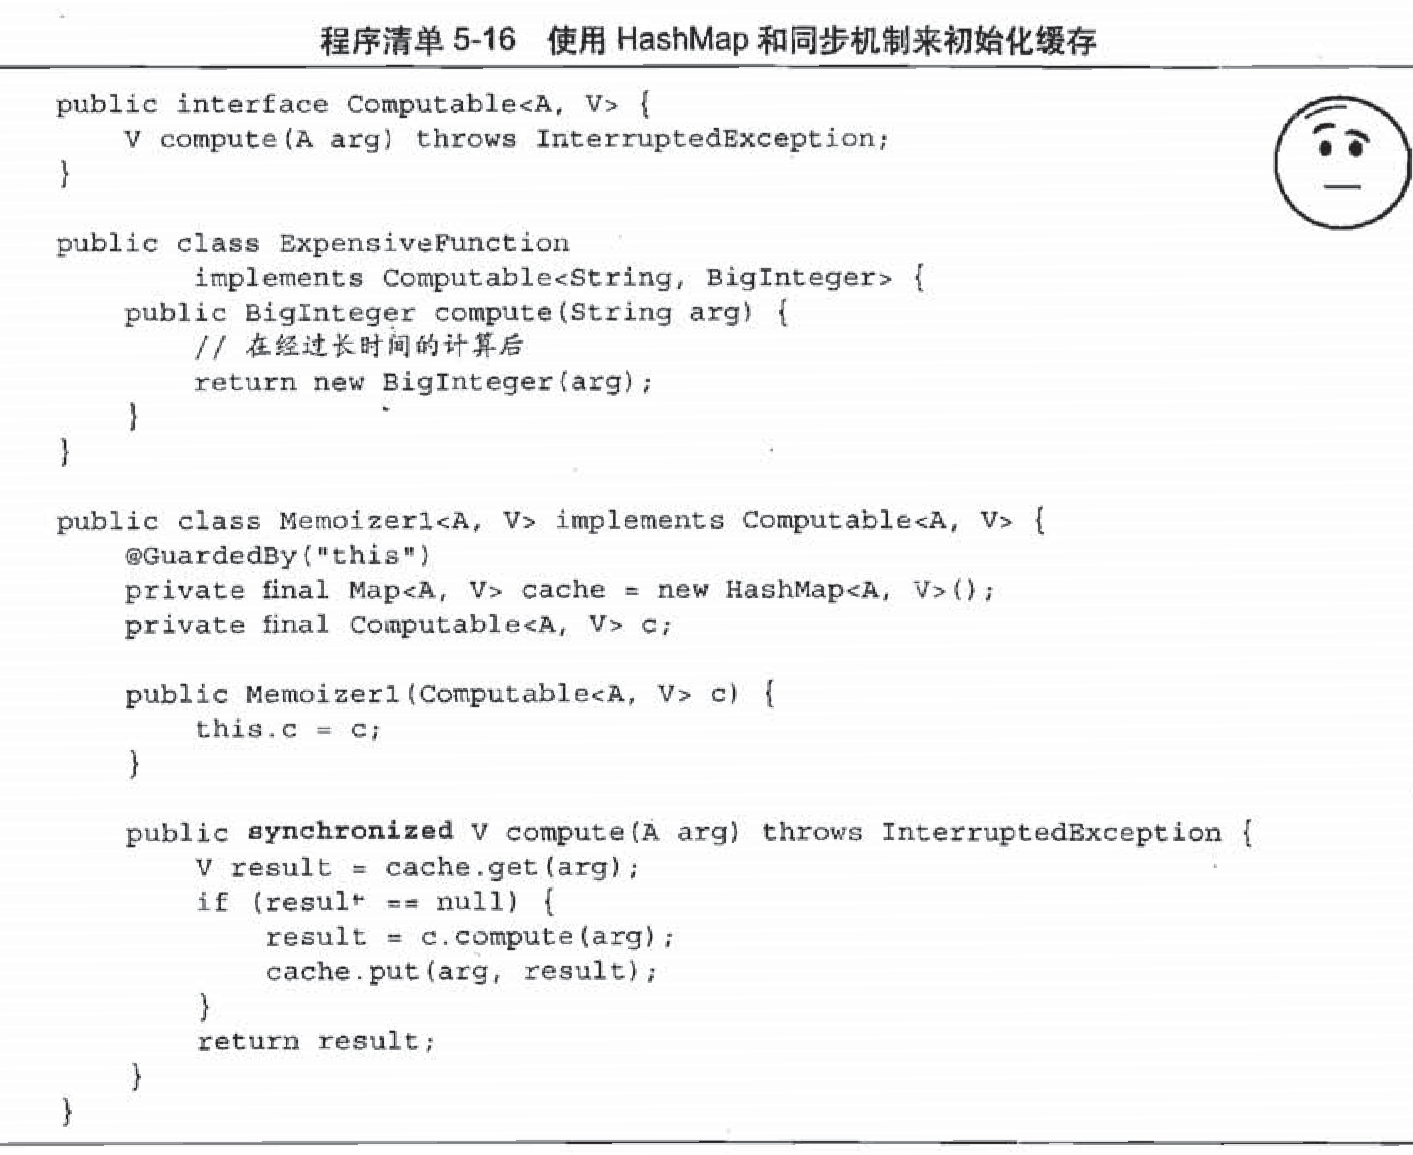 程序清单 5-16 使用 HashMap 和同步机制来初始化缓存
public interface Computable<A, V> {
    V compute(A arg) throws InterruptedException;
}
public class ExpensiveFunction
        implements Computable<String, BigInteger> {
    public BigInteger compute(String arg) {
        // 在经过长时间的计算后
        return new BigInteger(arg);
    }
}
public class Memoizer1<A, V> implements Computable<A, V> {
    @GuardedBy("this")
    private final Map<A, V> cache = new HashMap<A, V>();
    private final Computable<A, V> c;
    public Memoizer1(Computable<A, V> c) {
        this.c = c;
    }
    public synchronized V compute(A arg) throws InterruptedException {
        V result = cache.get(arg);
        if (result == null) {
            result = c.compute(arg);
            cache.put(arg, result);
        }
        return result;
    }
}